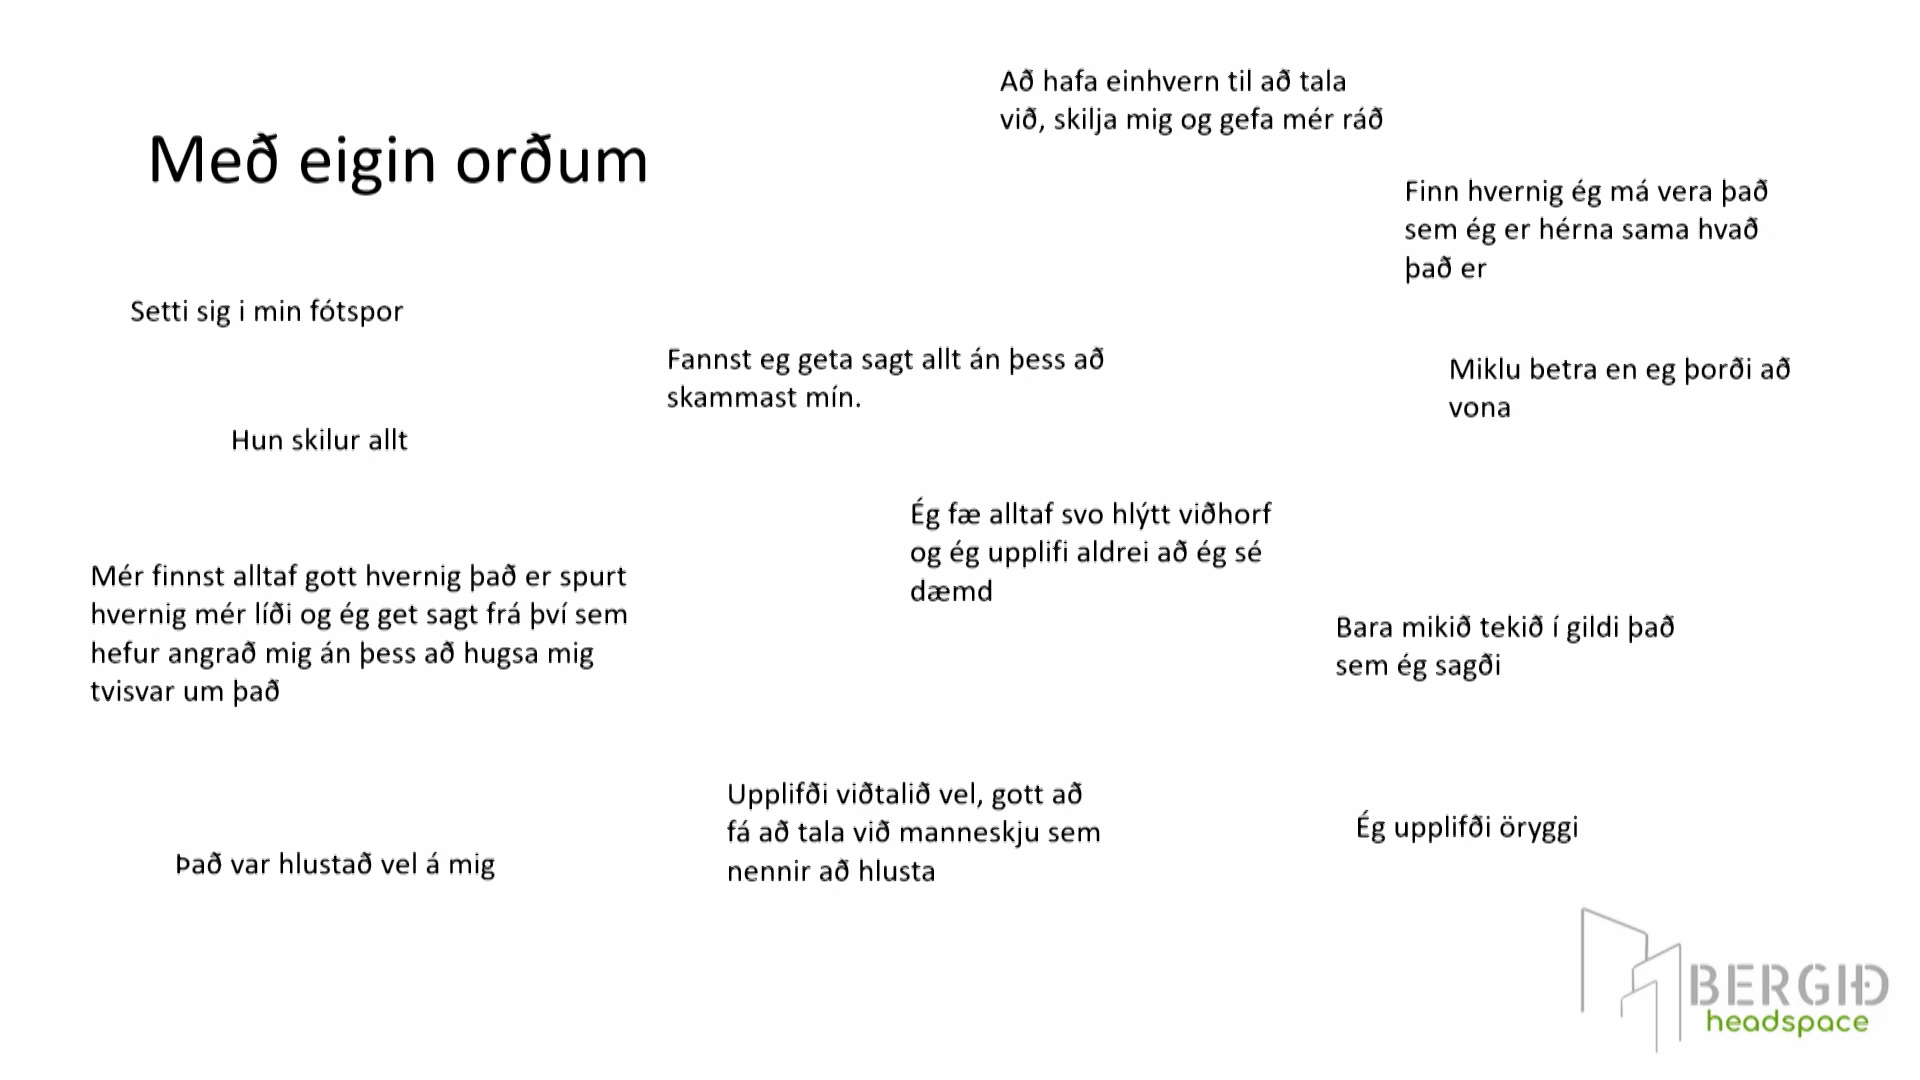 Með eigin orðum
Að hafa einhvern til að tala
við, skilja mig og gefa mér ráð
Finn hvernig ég má vera það
sem ég er hérna sama hvað
það er
Setti sig i min fótspor
Fannst eg geta sagt allt án þess að
skammast mín.
Miklu betra en eg þorði að
vona
Hun skilur allt
Ég fæ alltaf svo hlýtt viðhorf
og ég upplifi aldrei að ég sé
dæmd
Mér finnst alltaf gott hvernig það er spurt
hvernig mér líði og ég get sagt frá því sem
hefur angrað mig án þess að hugsa mig
tvisvar um það
Bara mikið tekið í gildi það
sem ég sagði
Upplifði viðtalið vel, gott að
fá að tala við manneskju sem
nennir að hlusta
Ég upplifði öryggi
Það var hlustað vel á mig
BERGIÐ
headspace